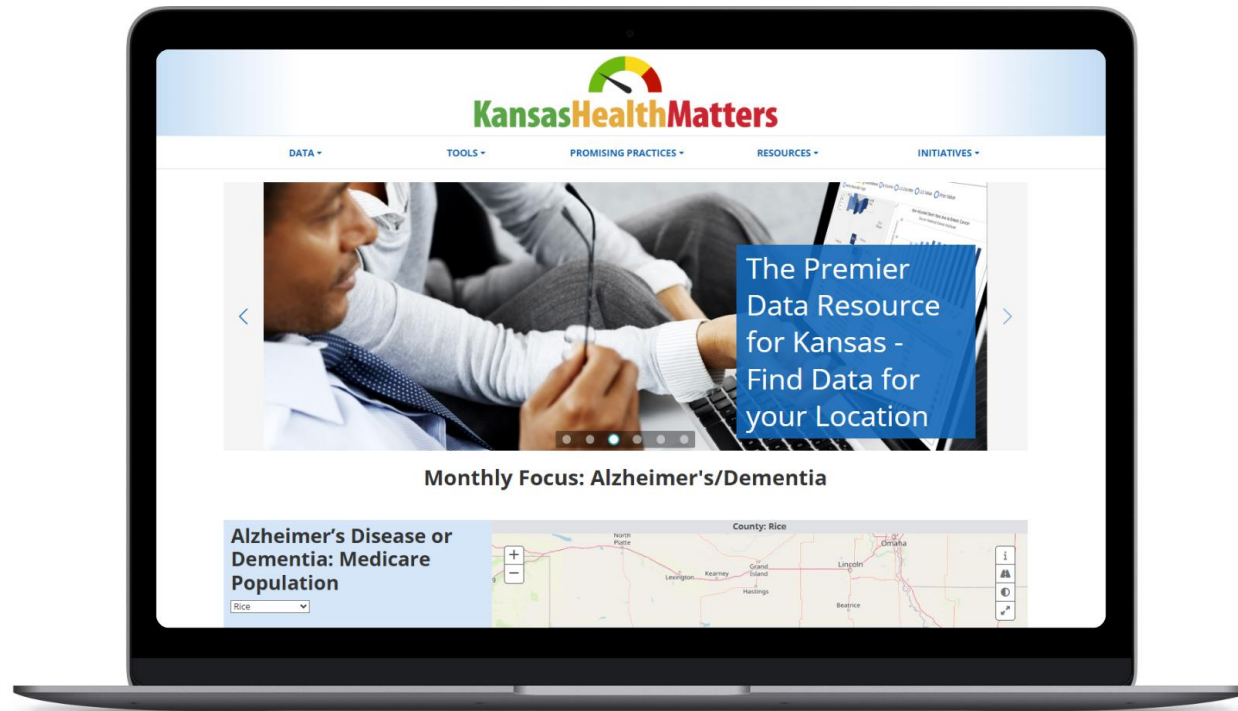 KansasHealthMatters
DATA TOOLS PROMISING PRACTICES RESOURCES INITIATIVES
The Premier
Data Resource
for Kansas -
Find Data for
your Location
Monthly Focus: Alzheimer's/Dementia
Alzheimer’s Disease or
Dementia: Medicare
Population
Rice
County: Rice
North
Platte
Omaha
Lexington
Kearney
Grand
Island
Lincoln
Hastings
Beatrice
+
−
i